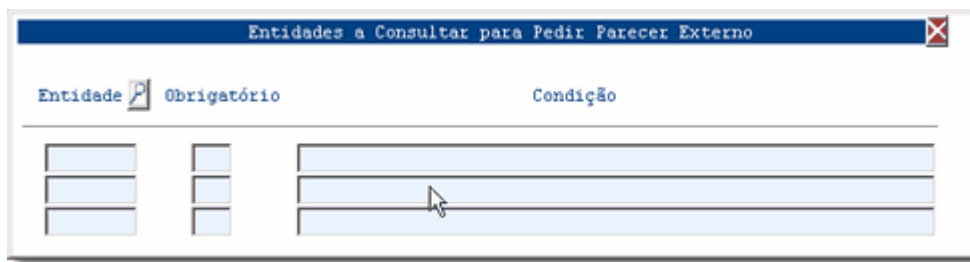 Entidades a Consultar para Pedir Parecer Externo
Entidade Obrigatório Condição